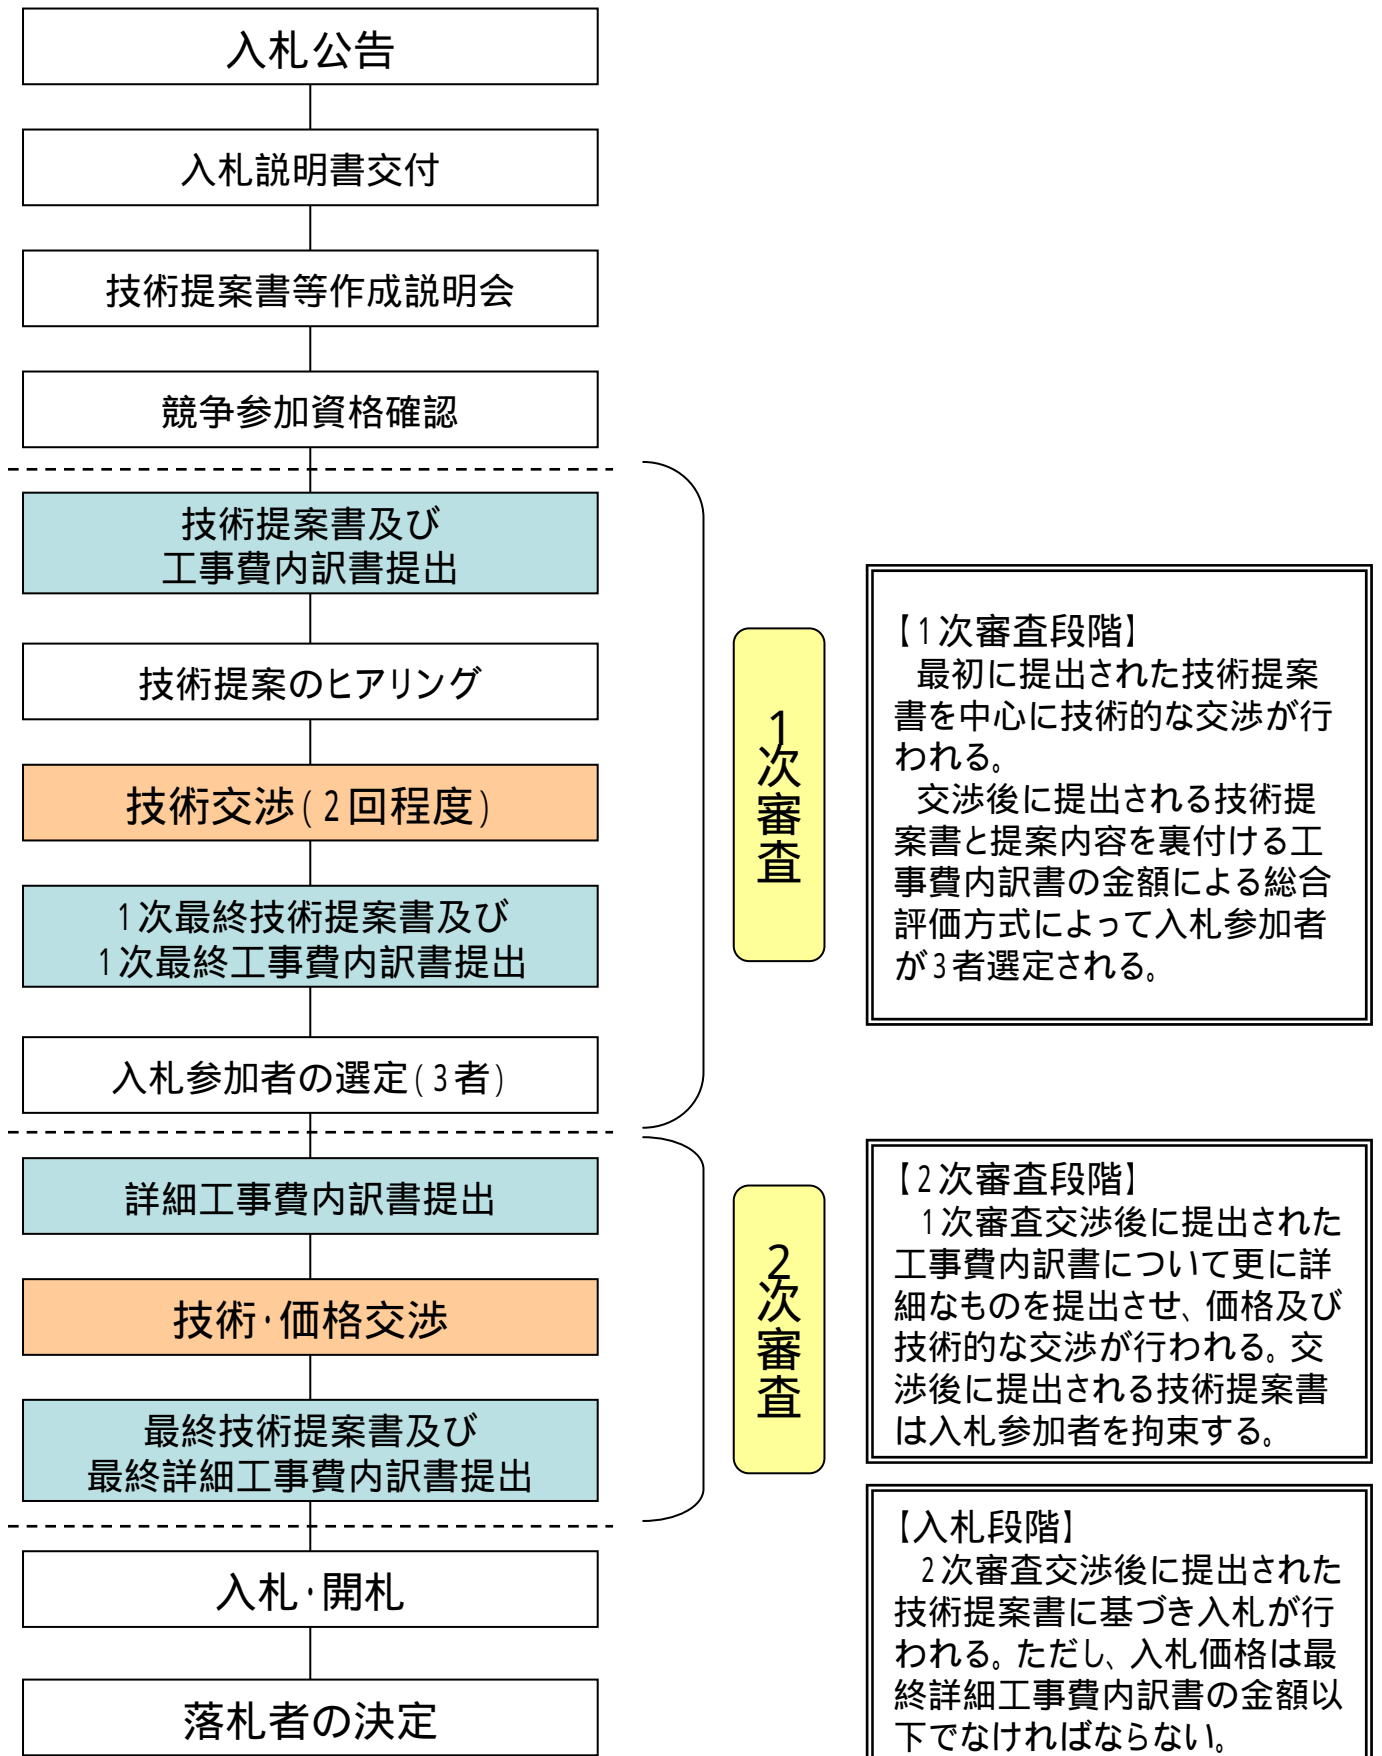 入札公告
入札説明書交付
技術提案書等作成説明会
競争参加資格確認
技術提案書及び
工事費内訳書提出
技術提案のヒアリング
技術交渉(2回程度)
1次最終技術提案書及び
1次最終工事費内訳書提出
入札参加者の選定(3者)
1次審査
【1次審査段階】
最初に提出された技術提案
書を中心に技術的な交渉が行
われる。
交渉後に提出される技術提
案書と提案内容を裏付ける工
事費内訳書の金額による総合
評価方式によって入札参加者
が3者選定される。
詳細工事費内訳書提出
技術・価格交渉
最終技術提案書及び
最終詳細工事費内訳書提出
2次審査
【2次審査段階】
1次審査交渉後に提出された
工事費内訳書について更に詳
細なものを提出させ、価格及び
技術的な交渉が行われる。交
渉後に提出される技術提案書
は入札参加者を拘束する。
入札・開札
落札者の決定
【入札段階】
2次審査交渉後に提出された
技術提案書に基づき入札が行
われる。ただし、入札価格は最
終詳細工事費内訳書の金額以
下でなければならない。